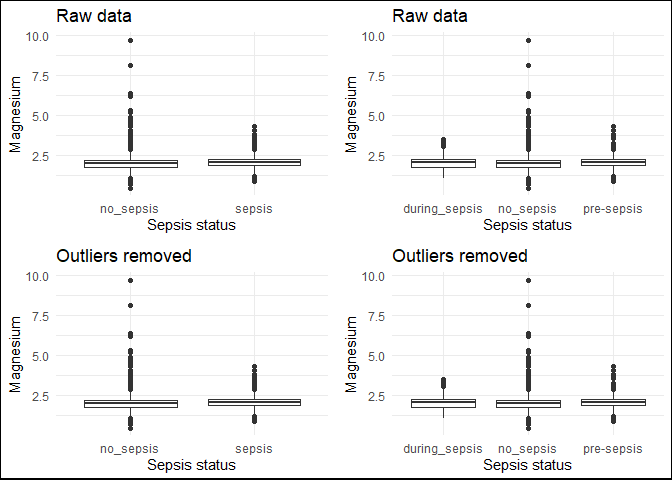 Raw data
10.0
7.5
5.0
2.5
Magnesium
no_sepsis sepsis
Sepsis status
Raw data
10.0
7.5
5.0
2.5
Magnesium
during_sepsis no_sepsis pre-sepsis
Sepsis status
Outliers removed
10.0
7.5
5.0
2.5
Magnesium
no_sepsis sepsis
Sepsis status
Outliers removed
10.0
7.5
5.0
2.5
Magnesium
during_sepsis no_sepsis pre-sepsis
Sepsis status